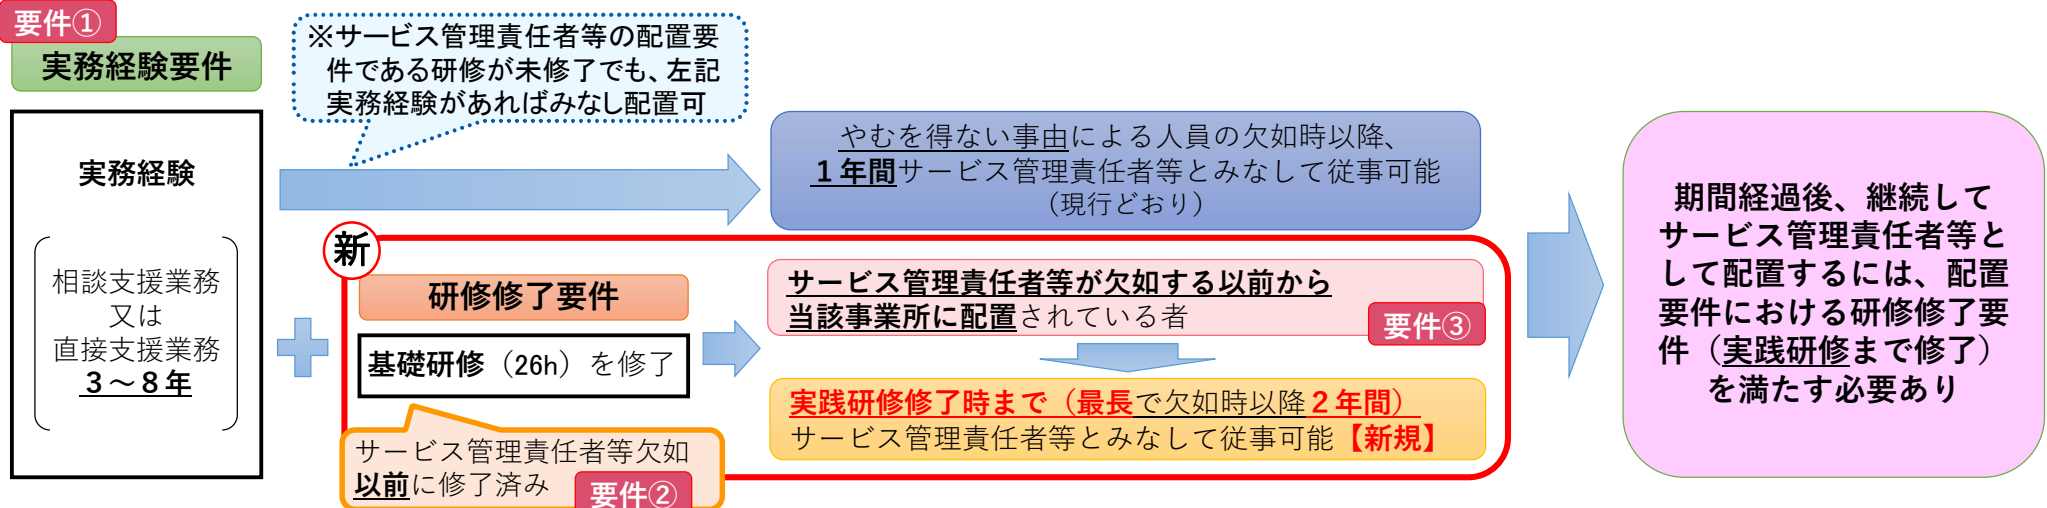 要件①
実務経験要件
実務経験
相談支援業務
又は
直接支援業務
３～８年
※サービス管理責任者等の配置要
件である研修が未修了でも、左記
実務経験があればみなし配置可
やむを得ない事由による人員の欠如時以降、
１年間サービス管理責任者等とみなして従事可能
（現行どおり）
新
研修修了要件
基礎研修（26h）を修了
サービス管理責任者等欠如
以前に修了済み
要件②
サービス管理責任者等が欠如する以前から
当該事業所に配置されている者
要件③
実践研修修了時まで（最長で欠如時以降２年間）
サービス管理責任者等とみなして従事可能【新規】
期間経過後、継続して
サービス管理責任者等と
して配置するには、配置
要件における研修修了要
件（実践研修まで修了）
を満たす必要あり